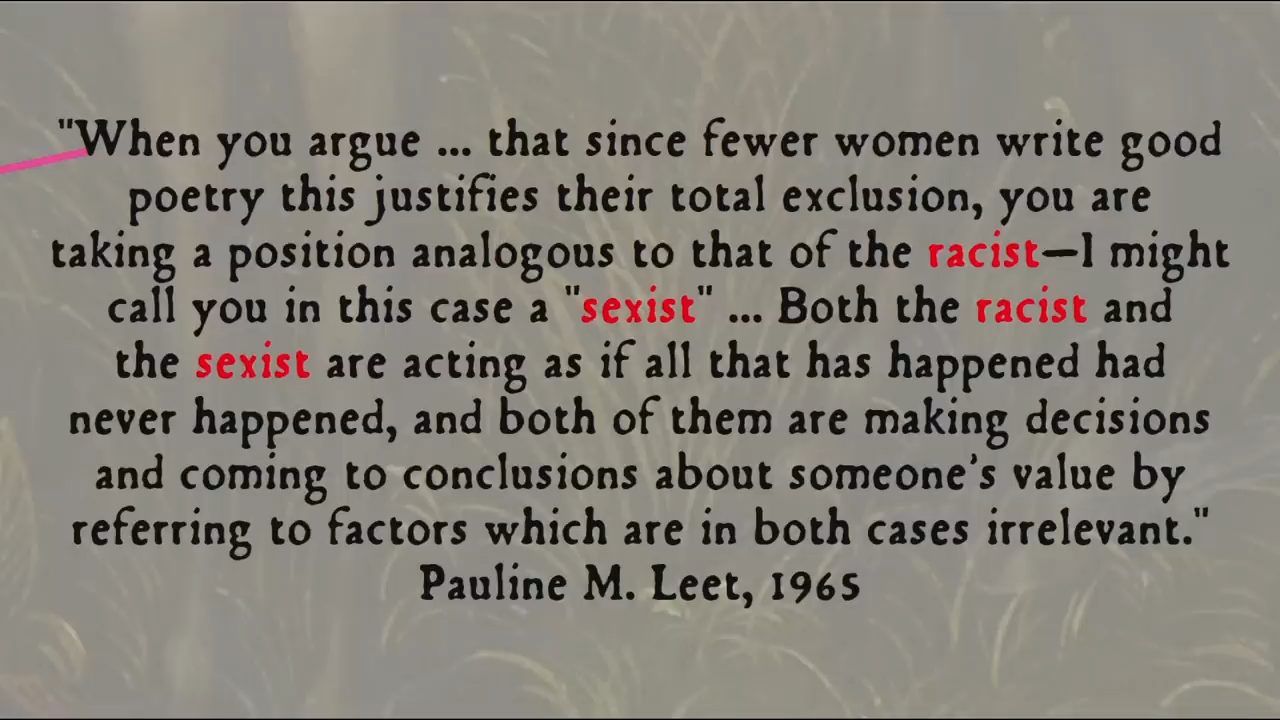 "When you argue ... that since fewer women write good
poetry this justifies their total exclusion, you are
taking a position analogous to that of the racist—I might
call you in this case a "sexist" ... Both the racist and
the sexist are acting as if all that has happened had
never happened, and both of them are making decisions
and coming to conclusions about someone's value by
referring to factors which are in both cases irrelevant."
Pauline M. Leet, 1965